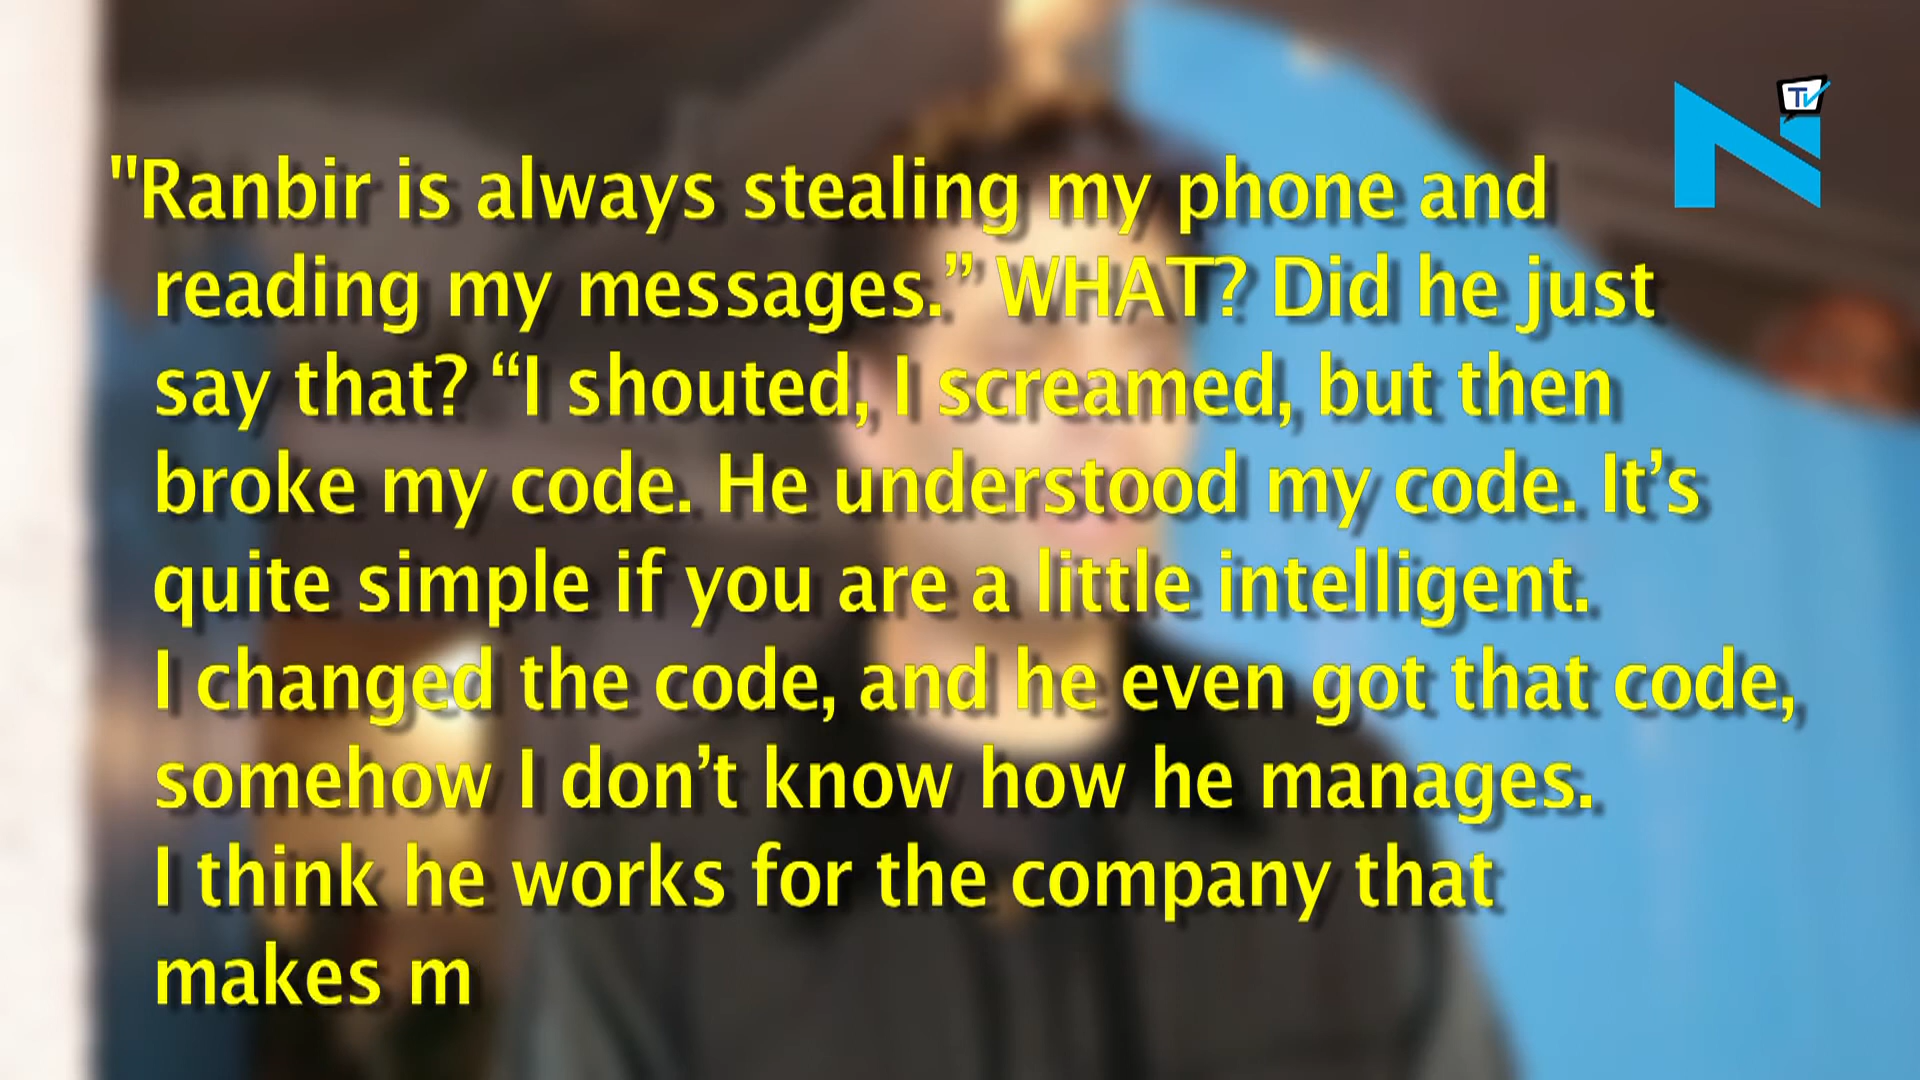 "Ranbir is always stealing my phone and
reading my messages.” WHAT? Did he just
say that? “I shouted, I screamed, but then
broke my code. He understood my code. It’s
quite simple if you are a little intelligent.
I changed the code, and he even got that code,
somehow I don’t know how he manages.
I think he works for the company that
makes m
TV
N